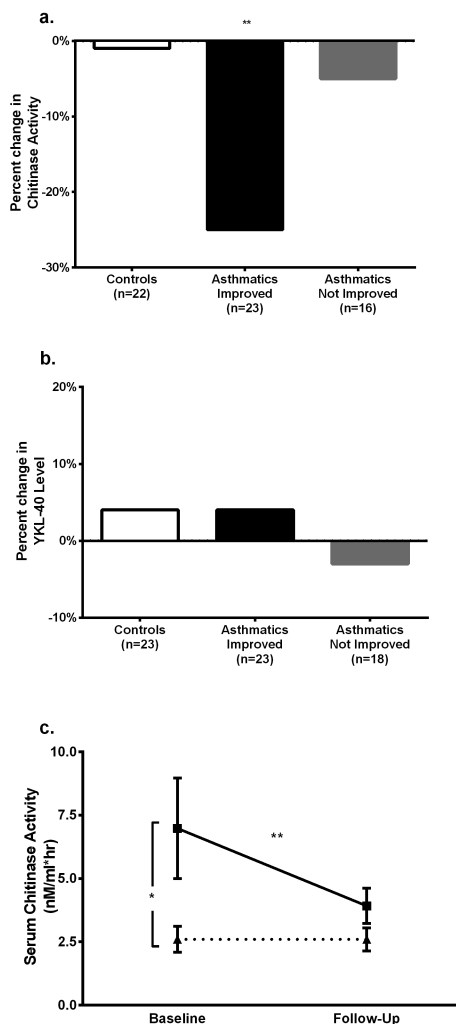 a.
**
0%
-10%
-20%
-30%
Percent change in
Chitinase Activity
Controls
(n=22)
Asthmatics
Improved
(n=23)
Asthmatics
Not Improved
(n=16)
b.
20%
10%
0%
-10%
Percent change in
YKL-40 Level
Controls
(n=23)
Asthmatics
Improved
(n=23)
Asthmatics
Not Improved
(n=18)
c.
10.0
7.5
5.0
2.5
0.0
Serum Chitinase Activity
(nM/ml*hr)
**
*
Baseline
Follow-Up